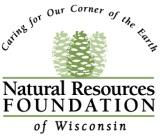 Caring for Our Corner of the Earth
Natural Resources
FOUNDATION
of Wisconsin